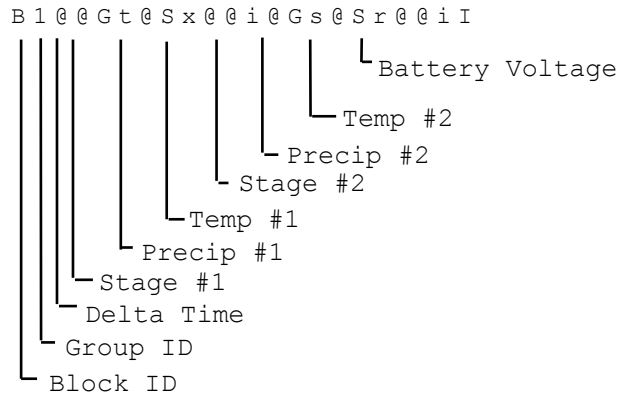 B1@@Gt@Sx@@i@Gs@Sr@@iI
Battery Voltage
Temp #2
Precip #2
Stage #2
Temp #1
Precip #1
Stage #1
Delta Time
Group ID
Block ID